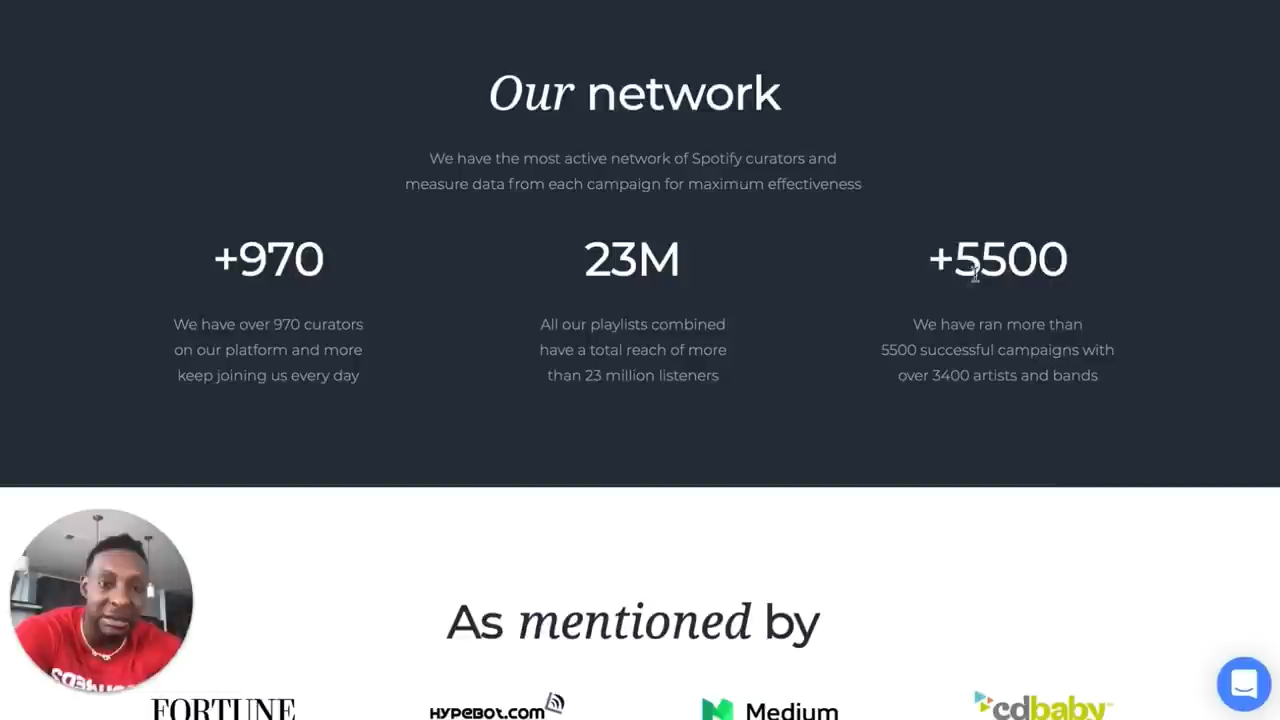 Our network
We have the most active network of Spotify curators and
measure data from each campaign for maximum effectiveness
+970
23M
+5500
We have over 970 curators
on our platform and more
keep joining us every day
All our playlists combined
have a total reach of more
than 23 million listeners
We have ran more than
5500 successful campaigns with
over 3400 artists and bands
As mentioned by
FORTUNE
HYPEBOT.COM
Medium
cdbaby